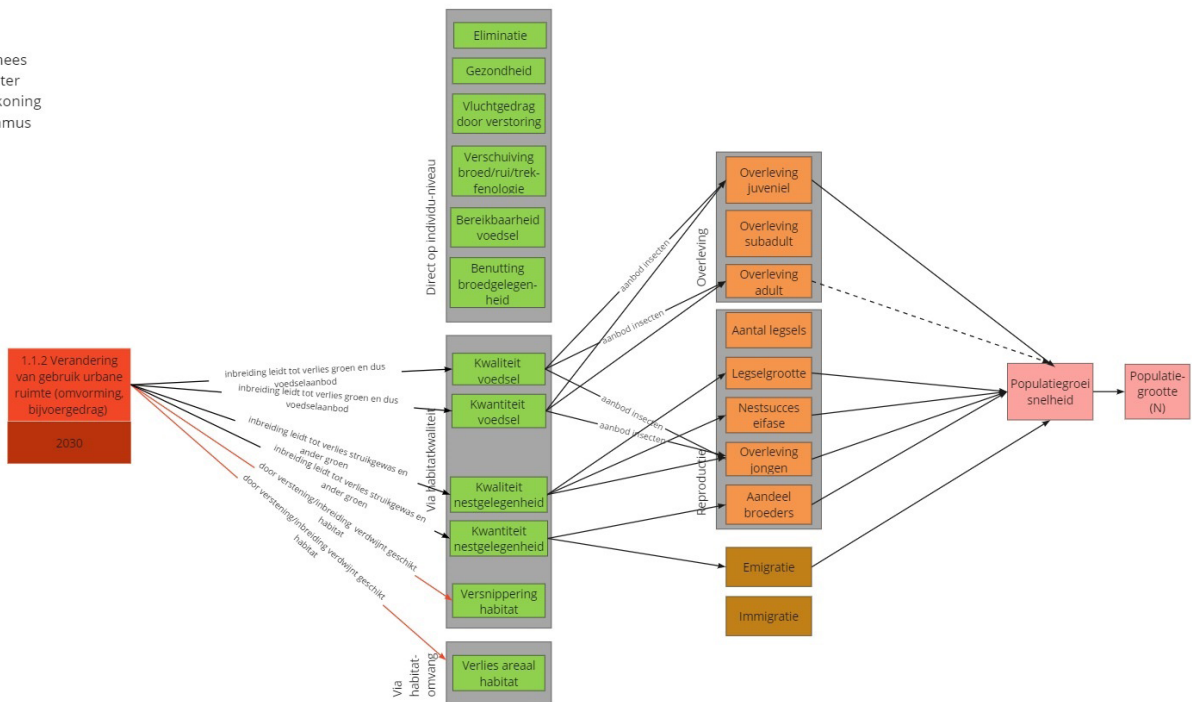 Eliminatie
Gezondheid
Vluchtgedrag
door verstoring
Verschuiving
broed/rui/trek-
fenologie
Bereikbaarheid
voedsel
Benutting
broedgelegen-
heid
Direct op individu-niveau
1.1.2 Verandering
van gebruik urbane
ruimte (omvorming,
bijvoergedrag)
2030
inbreiding leidt tot verlies groen en dus
voedselaanbod
inbreiding leidt tot verlies groen en dus
voedselaanbod
inbreiding leidt tot verlies struikgewas en
ander groen
inbreiding leidt tot verlies struikgewas en
ander groen
door verstening/inbreiding verdwijnt geschikt
habitat
door verstening/inbreiding verdwijnt geschikt
habitat
Via habitatkwaliteit
Kwaliteit
voedsel
Kwantiteit
voedsel
Kwaliteit
nestgelegenheid
Kwantiteit
nestgelegenheid
Versnippering
habitat
Via
habitat-
omvang
Verlies areaal
habitat
aanbod insecten
aanbod insecten
aanbod insecten
aanbod insecten
Overleving
Overleving
juveniel
Overleving
subadult
Overleving
adult
Reproductie
Aantal legsels
Legselgrootte
Nestsucces
eifase
Overleving
jongen
Aandeel
broeders
Emigratie
Immigratie
Populatiegroei
snelheid
Populatie-
grootte
(N)